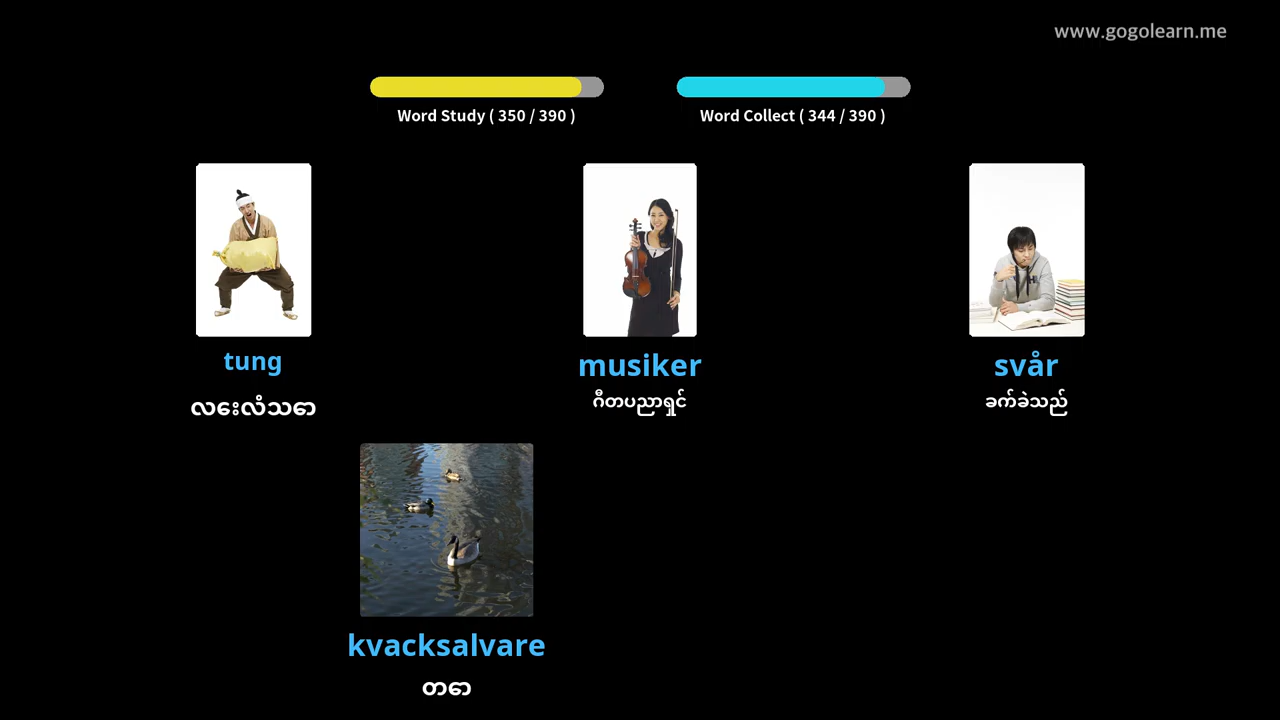 www.gogolearn.me
Word Study ( 350 / 390 )
Word Collect ( 344 / 390 )
tung
musiker
svår
လေးလံသော
ဂီတပညာရှင်
ခက်ခဲသည်
kvacksalvare
တော